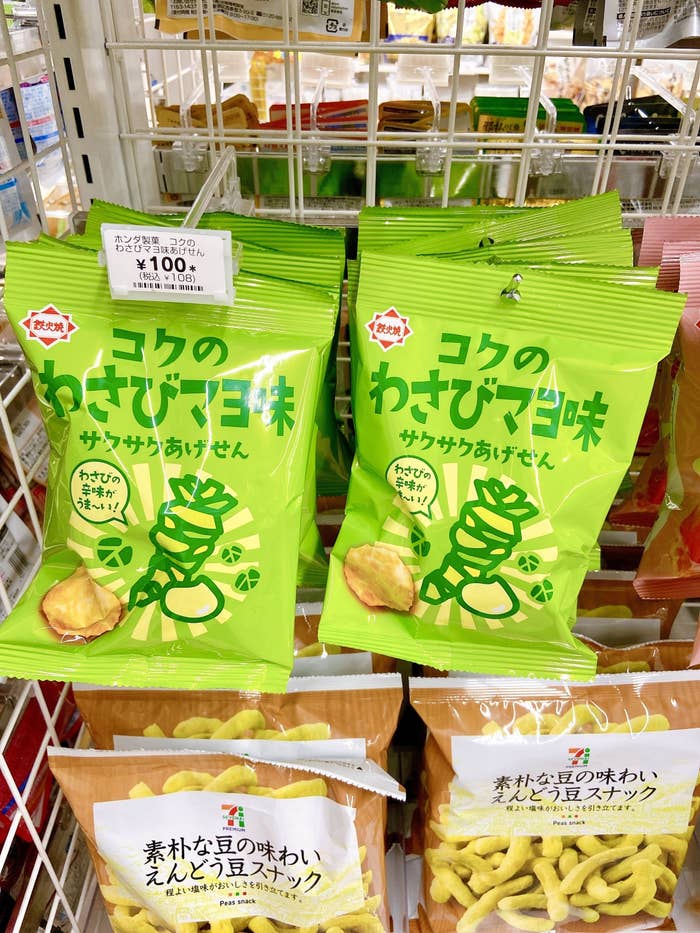 ホンダ製菓 コクの
わさびマヨ味あげせん
¥100*
(税込 ¥108)
鉄火焼
コクの
わさびマヨ味
サクサクあげせん
わさびの
辛味が
うま〜い!
鉄火焼
コクの
わさびマヨ味
サクサクあげせん
わさびの
辛味が
うま〜い!
7i
PREMIUM
素朴な豆の味わい
えんどう豆スナック
程よい塩味がおいしさを引き立てます。
Peas snack
7i
素朴な豆の味わい
えんどう豆スナック
程よい塩味がおいしさを引き立てます。
Peas snack